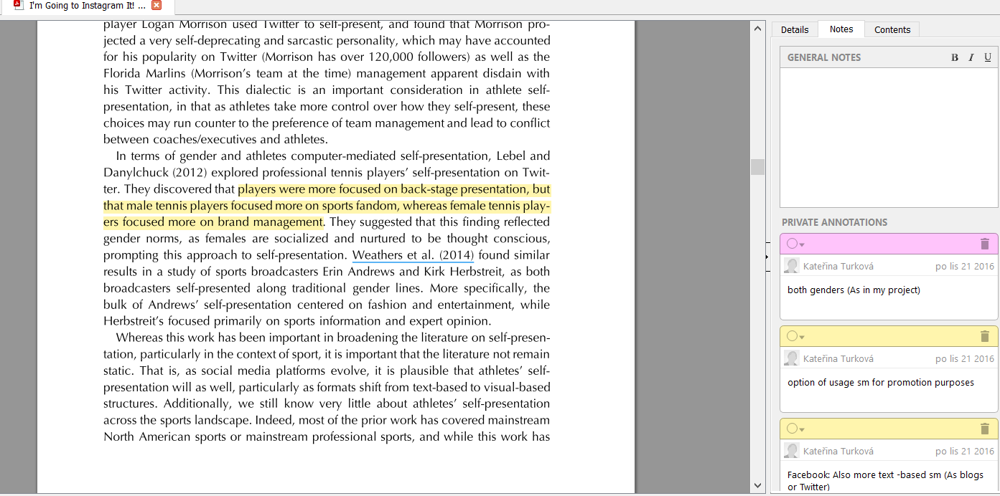 I'm Going to Instagram It! ...
player Logan Morrison used Twitter to self-present, and found that Morrison pro-
jected a very self-deprecating and sarcastic personality, which may have accounted
for his popularity on Twitter (Morrison has over 120,000 followers) as well as the
Florida Marlins (Morrison's team at the time) management apparent disdain with
his Twitter activity. This dialectic is an important consideration in athlete self-
presentation, in that as athletes take more control over how they self-present, these
choices may run counter to the preference of team management and lead to conflict
between coaches/executives and athletes.
In terms of gender and athletes computer-mediated self-presentation, Lebel and
Danylchuck (2012) explored professional tennis players' self-presentation on Twit-
ter. They discovered that players were more focused on back-stage presentation, but
that male tennis players focused more on sports fandom, whereas female tennis play-
ers focused more on brand management. They suggested that this finding reflected
gender norms, as females are socialized and nurtured to be thought conscious,
prompting this approach to self-presentation. Weathers et al. (2014) found similar
results in a study of sports broadcasters Erin Andrews and Kirk Herbstreit, as both
broadcasters self-presented along traditional gender lines. More specifically, the
bulk of Andrews' self-presentation centered on fashion and entertainment, while
Herbstreit's focused primarily on sports information and expert opinion.
Whereas this work has been important in broadening the literature on self-presen-
tation, particularly in the context of sport, it is important that the literature not remain
static. That is, as social media platforms evolve, it is plausible that athletes' self-
presentation will as well, particularly as formats shift from text-based to visual-based
structures. Additionally, we still know very little about athletes' self-presentation
across the sports landscape. Indeed, most of the prior work has covered mainstream
North American sports or mainstream professional sports, and while this work has
Details Notes Contents
GENERAL NOTES B I U
PRIVATE ANNOTATIONS
Kateřina Turková po lis 21 2016
both genders (As in my project)
Kateřina Turková po lis 21 2016
option of usage sm for promotion purposes
Kateřina Turková po lis 21 2016
Facebook: Also more text -based sm (As blogs
or Twitter)